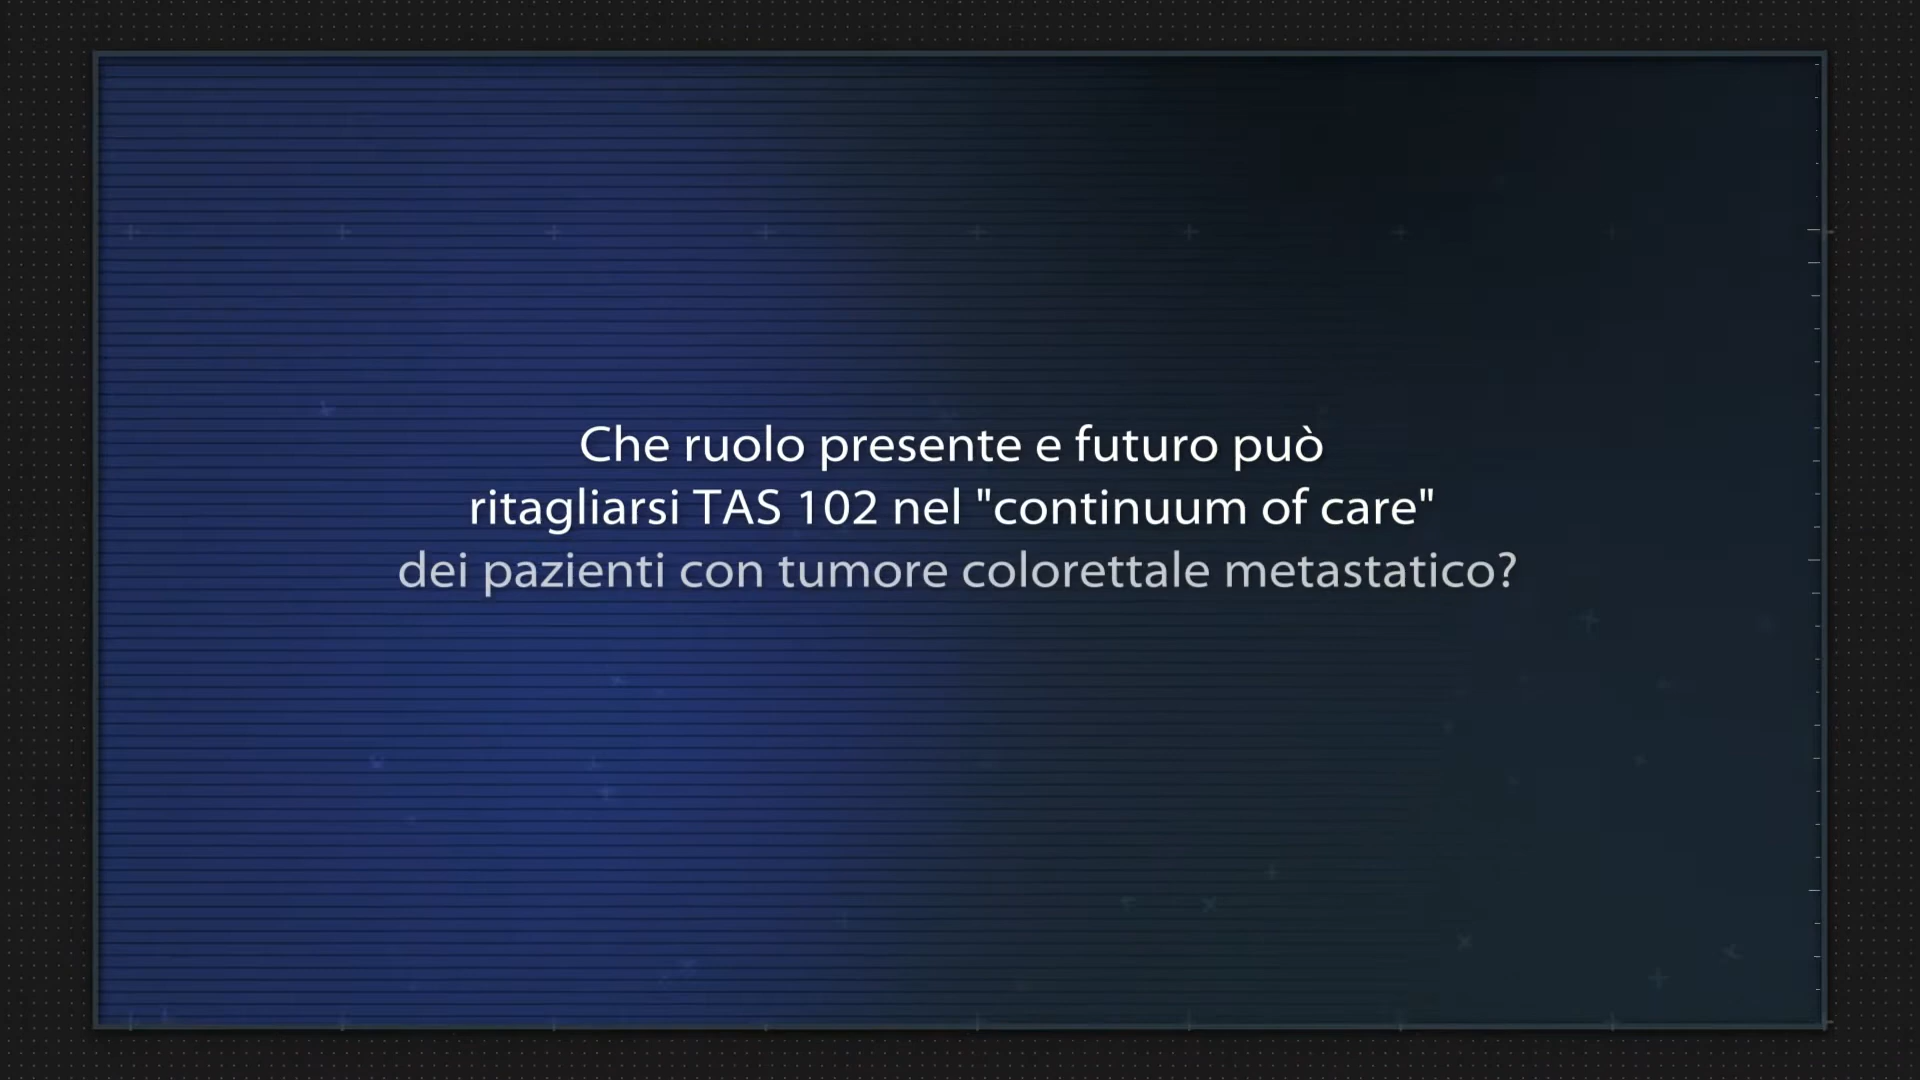 Che ruolo presente e futuro può
ritagliarsi TAS 102 nel "continuum of care"
dei pazienti con tumore colorettale metastatico?